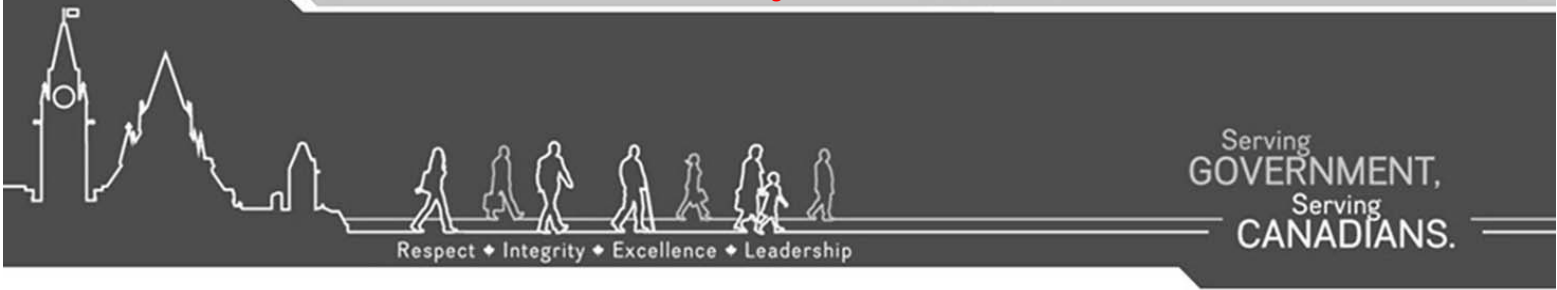 Respect ♦ Integrity ♦ Excellence ♦ Leadership
Serving
GOVERNMENT,
Serving
CANADIANS.